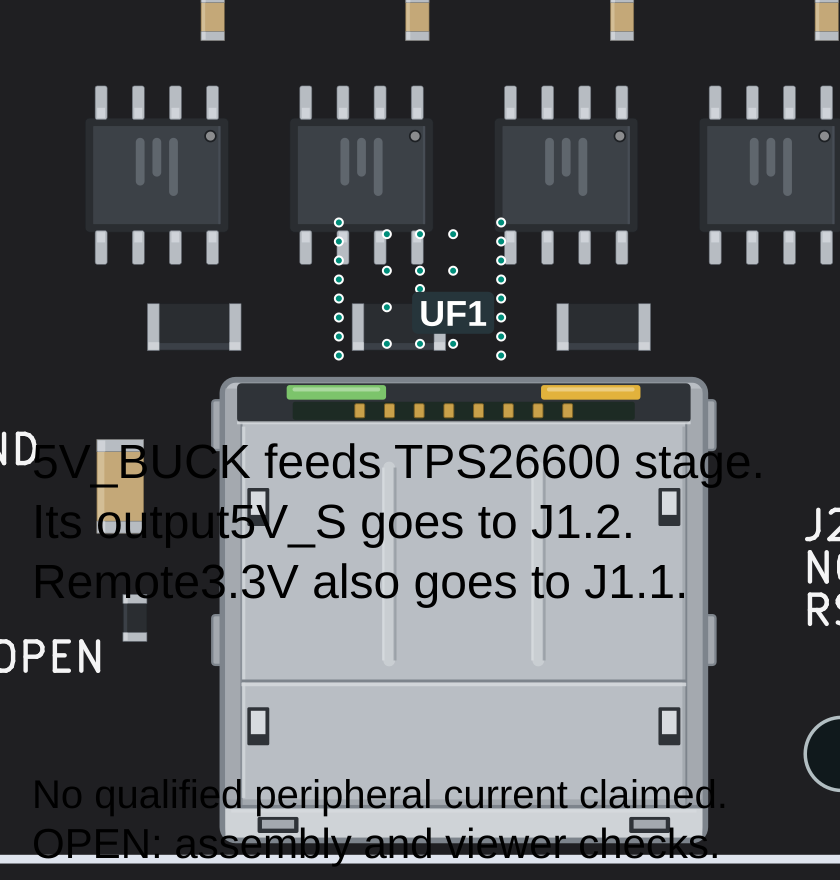 UF1
ND
5V_BUCK feeds TPS26600 stage.
Its output5V_S goes to J1.2.
Remote3.3V also goes to J1.1.
OPEN
No qualified peripheral current claimed.
OPEN: assembly and viewer checks.